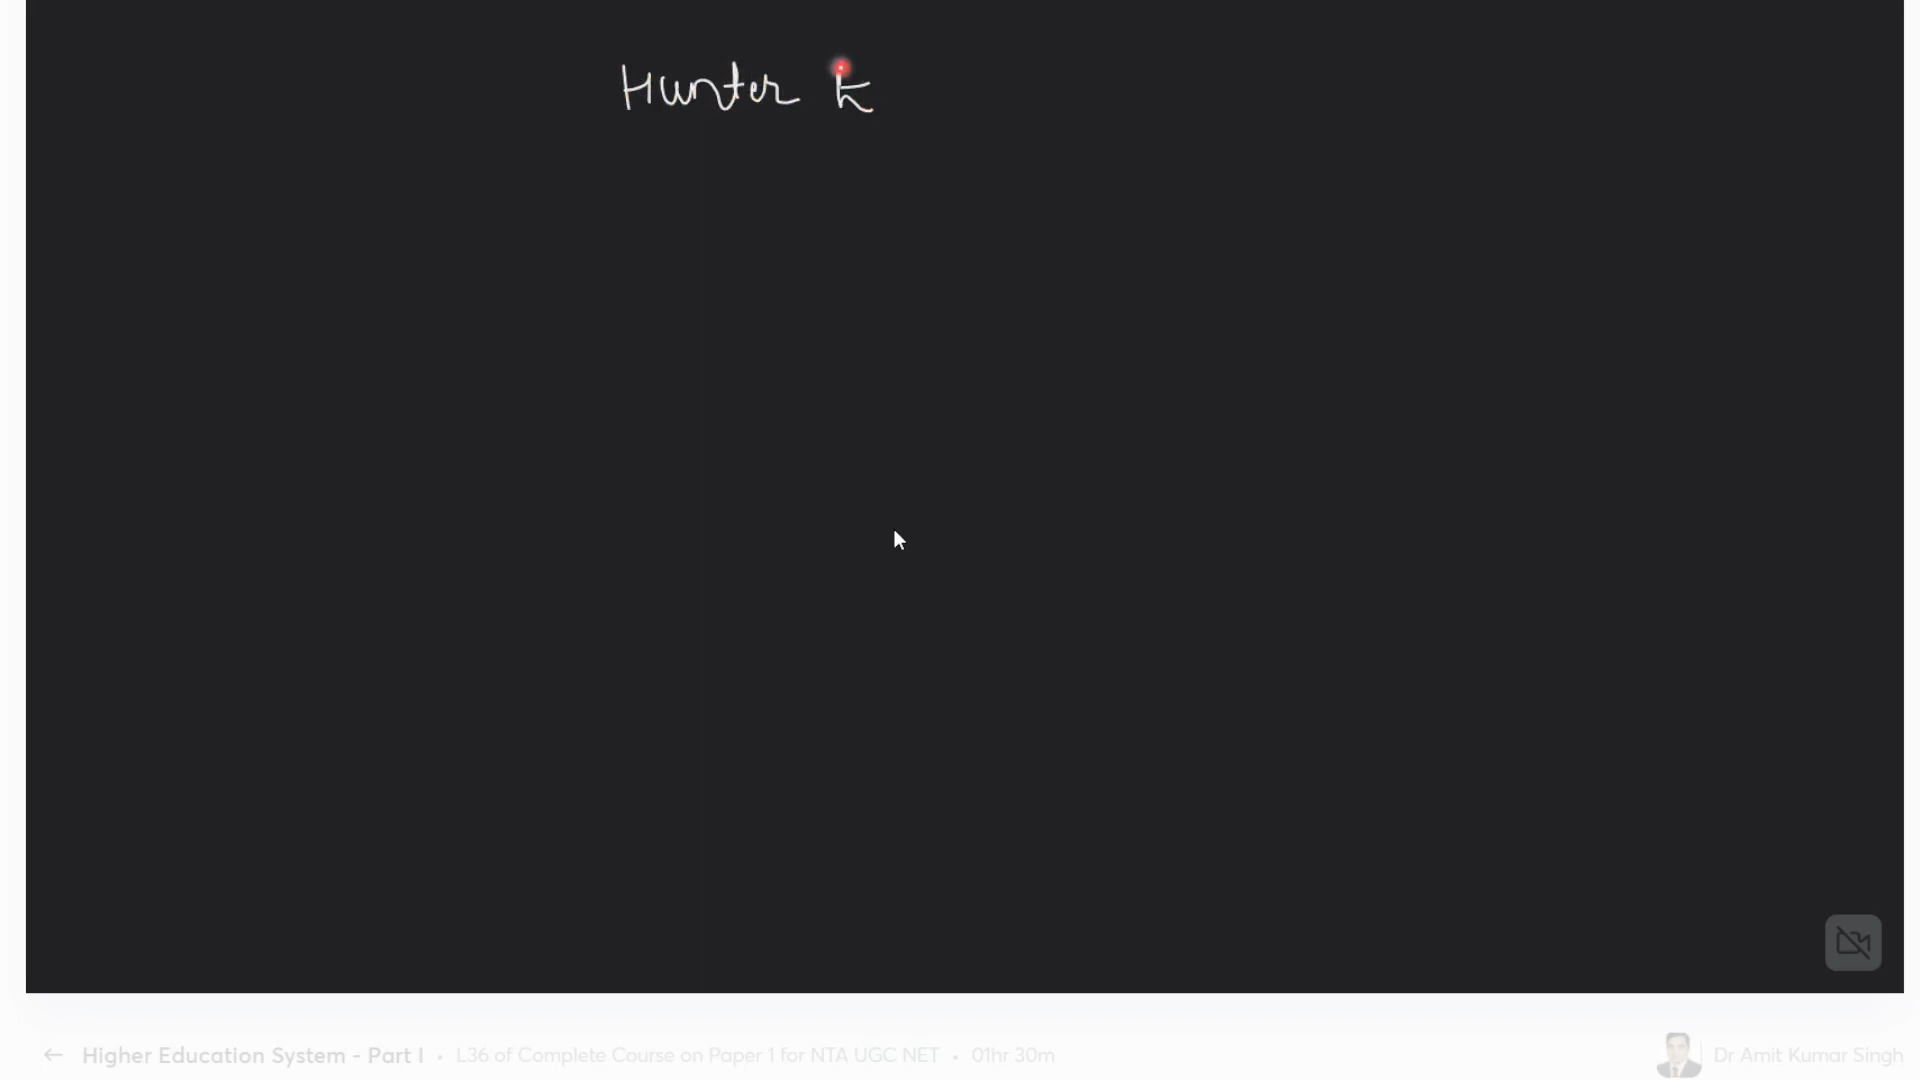 Hunter
Higher Education System - Part I • L36 of Complete Course on Paper 1 for NTA UGC NET • 01hr 30m
Dr Amit Kumar Singh